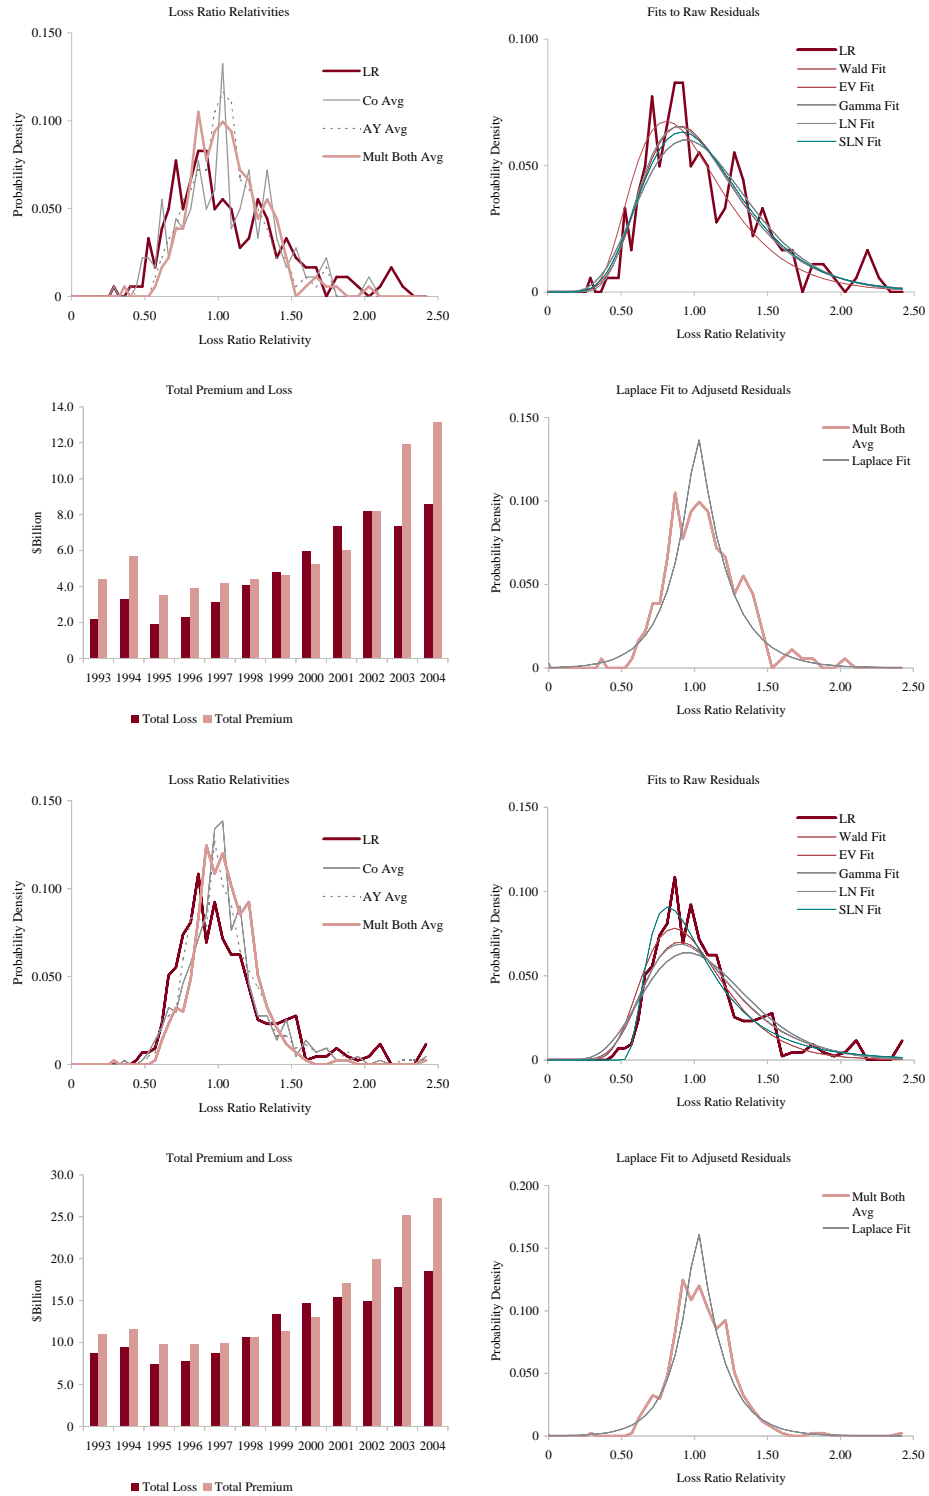 Loss Ratio Relativities
0.150
0.100
0.050
0
Probability Density
LR
Co Avg
AY Avg
Mult Both Avg
0
0.50
1.00
1.50
2.00
2.50
Loss Ratio Relativity
Fits to Raw Residuals
0.100
0.050
0
Probability Density
LR
Wald Fit
EV Fit
Gamma Fit
LN Fit
SLN Fit
0
0.50
1.00
1.50
2.00
2.50
Loss Ratio Relativity
Total Premium and Loss
14.0
12.0
10.0
8.0
6.0
4.0
2.0
0
$Billion
1993 1994 1995 1996 1997 1998 1999 2000 2001 2002 2003 2004
Total Loss Total Premium
Laplace Fit to Adjusetd Residuals
0.150
0.100
0.050
0
Probability Density
Mult Both
Avg
Laplace Fit
0
0.50
1.00
1.50
2.00
2.50
Loss Ratio Relativity
Loss Ratio Relativities
0.150
0.100
0.050
0
Probability Density
LR
Co Avg
AY Avg
Mult Both Avg
0
0.50
1.00
1.50
2.00
2.50
Loss Ratio Relativity
Fits to Raw Residuals
0.150
0.100
0.050
0
Probability Density
LR
Wald Fit
EV Fit
Gamma Fit
LN Fit
SLN Fit
0
0.50
1.00
1.50
2.00
2.50
Loss Ratio Relativity
Total Premium and Loss
30.0
25.0
20.0
15.0
10.0
5.0
0
$Billion
1993 1994 1995 1996 1997 1998 1999 2000 2001 2002 2003 2004
Total Loss Total Premium
Laplace Fit to Adjusetd Residuals
0.200
0.150
0.100
0.050
0
Probability Density
Mult Both
Avg
Laplace Fit
0
0.50
1.00
1.50
2.00
2.50
Loss Ratio Relativity